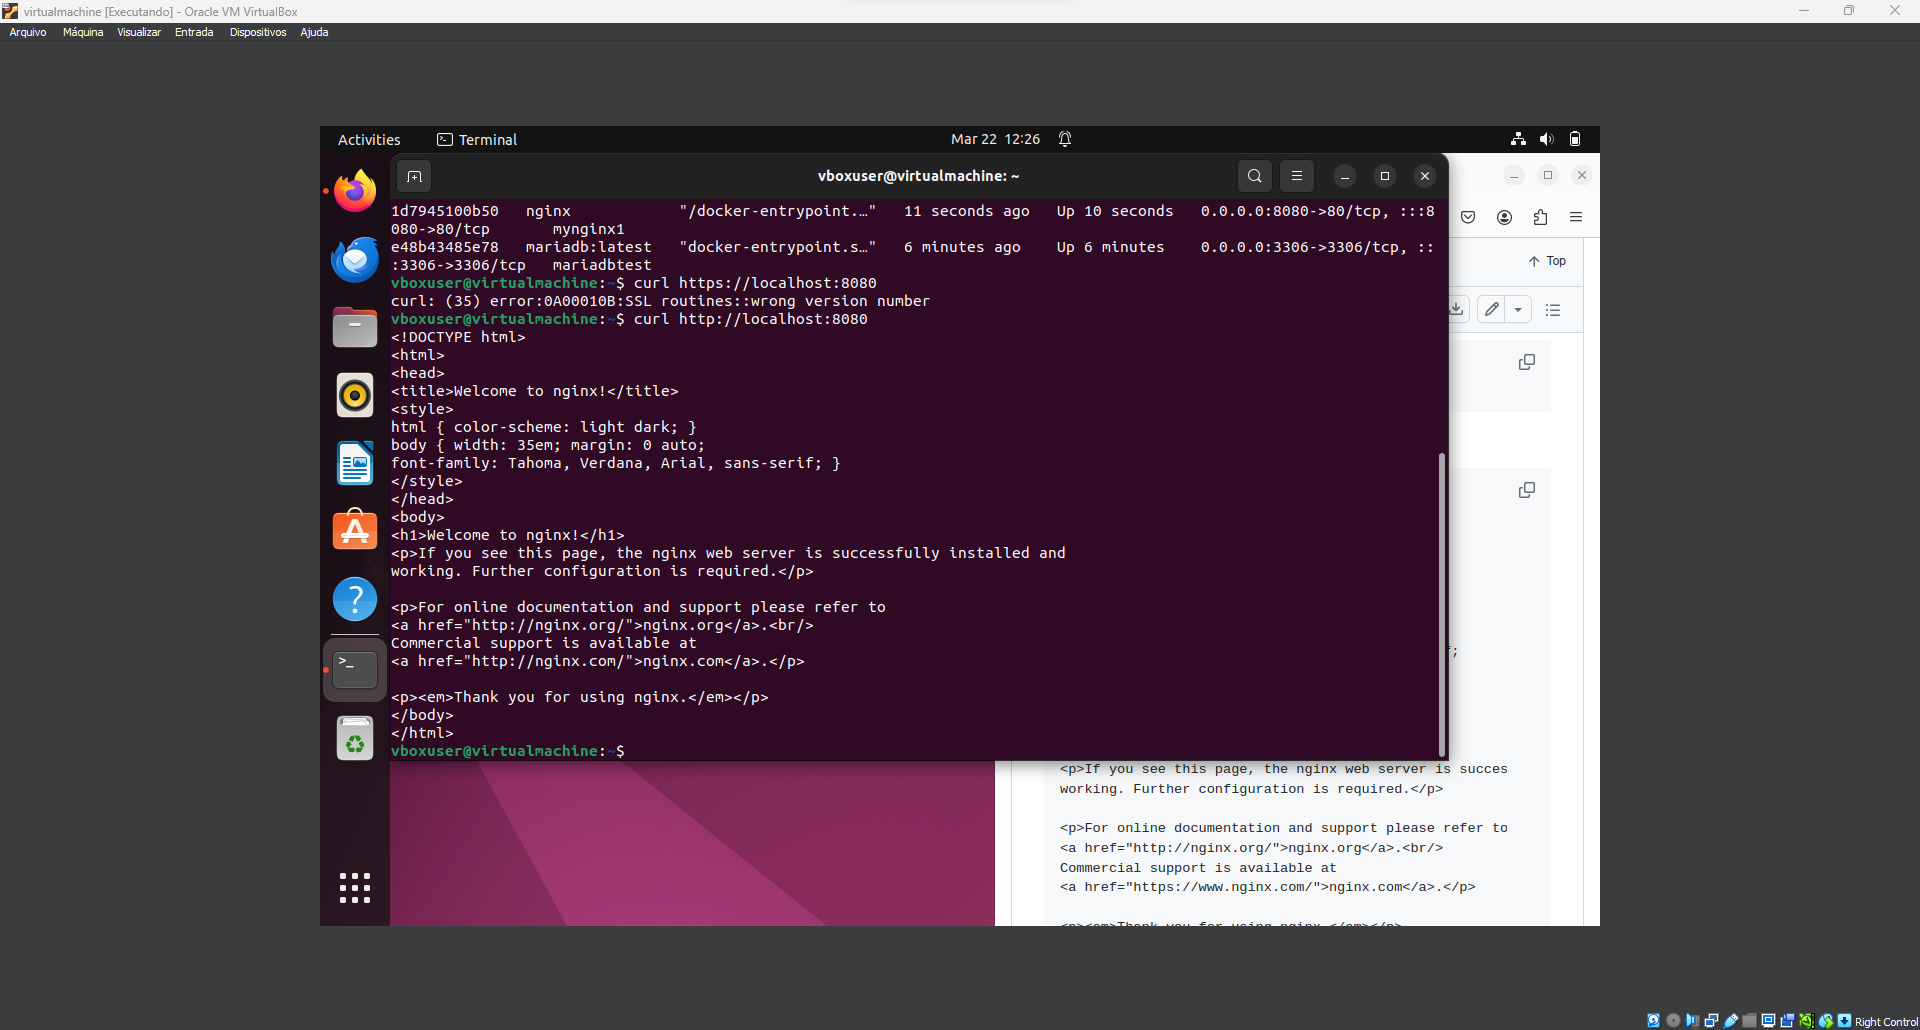 virtualmachine [Executando] - Oracle VM VirtualBox
Arquivo Máquina Visualizar Entrada Dispositivos Ajuda
Activities Terminal Mar 22 12:26
vboxuser@virtualmachine: ~
1d7945100b50 nginx "/docker-entrypoint.…" 11 seconds ago Up 10 seconds 0.0.0.0:8080->80/tcp, :::8
080->80/tcp mynginx1
e48b43485e78 mariadb:latest "docker-entrypoint.s…" 6 minutes ago Up 6 minutes 0.0.0.0:3306->3306/tcp, ::
:3306->3306/tcp mariadbtest
vboxuser@virtualmachine:~$ curl https://localhost:8080
curl: (35) error:0A00010B:SSL routines::wrong version number
vboxuser@virtualmachine:~$ curl http://localhost:8080
<!DOCTYPE html>
<html>
<head>
<title>Welcome to nginx!</title>
<style>
html { color-scheme: light dark; }
body { width: 35em; margin: 0 auto;
font-family: Tahoma, Verdana, Arial, sans-serif; }
</style>
</head>
<body>
<h1>Welcome to nginx!</h1>
<p>If you see this page, the nginx web server is successfully installed and
working. Further configuration is required.</p>
<p>For online documentation and support please refer to
<a href="http://nginx.org/">nginx.org</a>.<br/>
Commercial support is available at
<a href="http://nginx.com/">nginx.com</a>.</p>
<p><em>Thank you for using nginx.</em></p>
</body>
</html>
vboxuser@virtualmachine:~$
Top
;
<p>If you see this page, the nginx web server is succes
working. Further configuration is required.</p>
<p>For online documentation and support please refer to
<a href="http://nginx.org/">nginx.org</a>.<br/>
Commercial support is available at
<a href="https://www.nginx.com/">nginx.com</a>.</p>
<p><em>Thank you for using nginx.</em></p>
Right Control